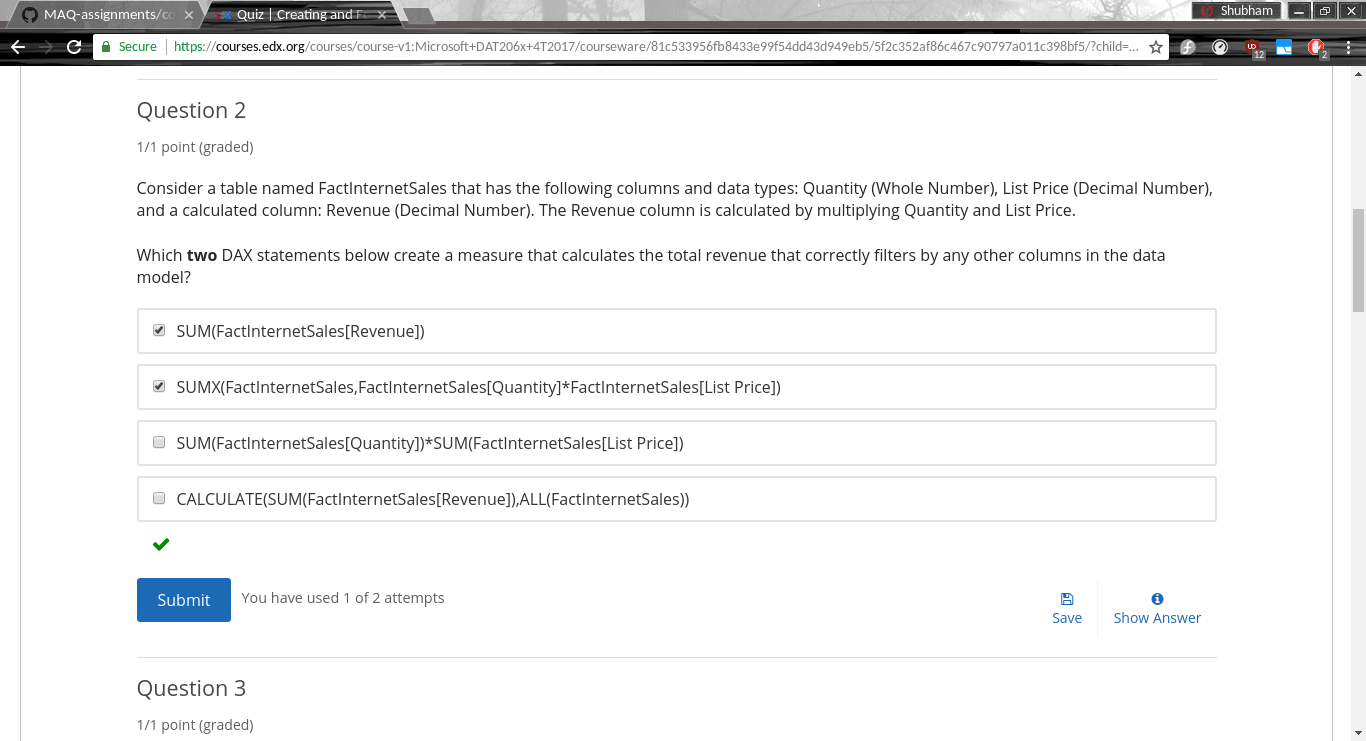 MAQ-assignments/co
Quiz | Creating and F
Shubham
Secure
https://courses.edx.org/courses/course-v1:Microsoft+DAT206x+4T2017/courseware/81c533956fb8433e99f54dd43d949eb5/5f2c352af86c467c90797a011c398bf5/?child=...
12
2
Question 2
1/1 point (graded)
Consider a table named FactInternetSales that has the following columns and data types: Quantity (Whole Number), List Price (Decimal Number),
and a calculated column: Revenue (Decimal Number). The Revenue column is calculated by multiplying Quantity and List Price.
Which two DAX statements below create a measure that calculates the total revenue that correctly filters by any other columns in the data
model?
SUM(FactInternetSales[Revenue])
SUMX(FactInternetSales,FactInternetSales[Quantity]*FactInternetSales[List Price])
SUM(FactInternetSales[Quantity])*SUM(FactInternetSales[List Price])
CALCULATE(SUM(FactInternetSales[Revenue]),ALL(FactInternetSales))
Submit
You have used 1 of 2 attempts
Save
Show Answer
Question 3
1/1 point (graded)